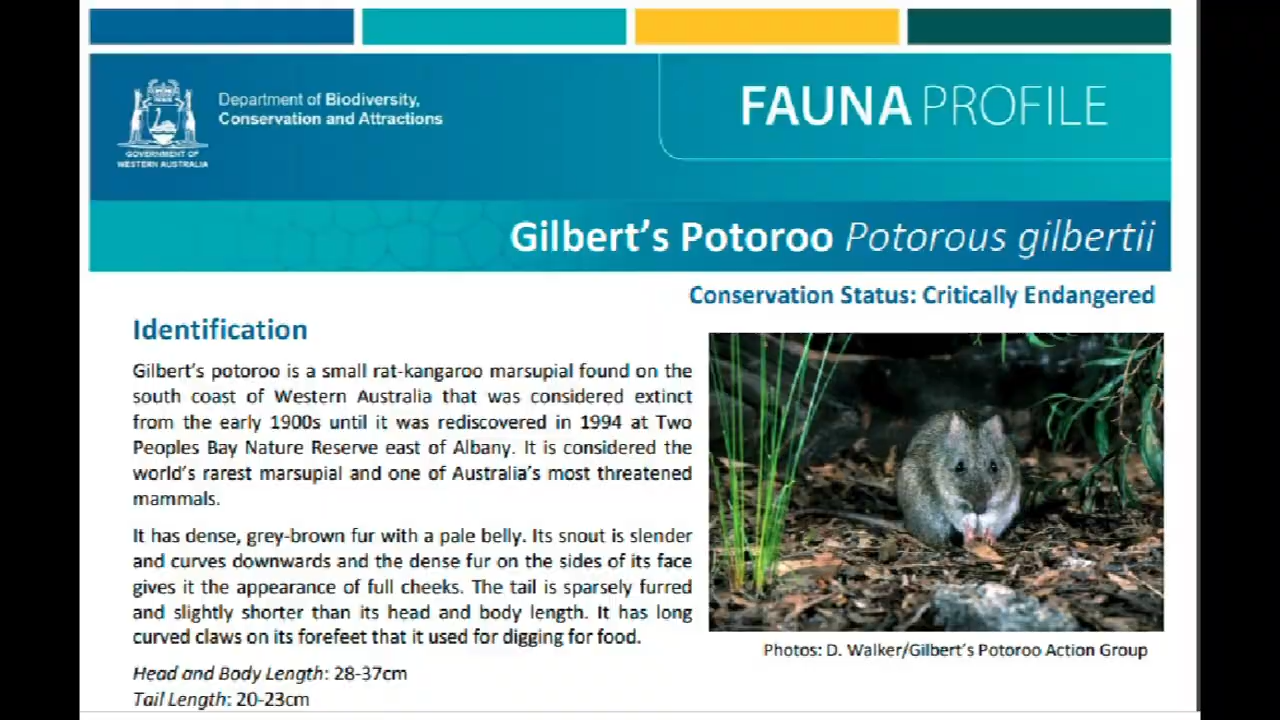 Department of Biodiversity,
Conservation and Attractions
GOVERNMENT OF
WESTERN AUSTRALIA
FAUNA PROFILE
Gilbert's Potoroo Potorous gilbertii
Conservation Status: Critically Endangered
Identification
Gilbert's potoroo is a small rat-kangaroo marsupial found on the
south coast of Western Australia that was considered extinct
from the early 1900s until it was rediscovered in 1994 at Two
Peoples Bay Nature Reserve east of Albany. It is considered the
world's rarest marsupial and one of Australia's most threatened
mammals.
It has dense, grey-brown fur with a pale belly. Its snout is slender
and curves downwards and the dense fur on the sides of its face
gives it the appearance of full cheeks. The tail is sparsely furred
and slightly shorter than its head and body length. It has long
curved claws on its forefeet that it used for digging for food.
Head and Body Length: 28-37cm
Tail Length: 20-23cm
Photos: D. Walker/Gilbert's Potoroo Action Group